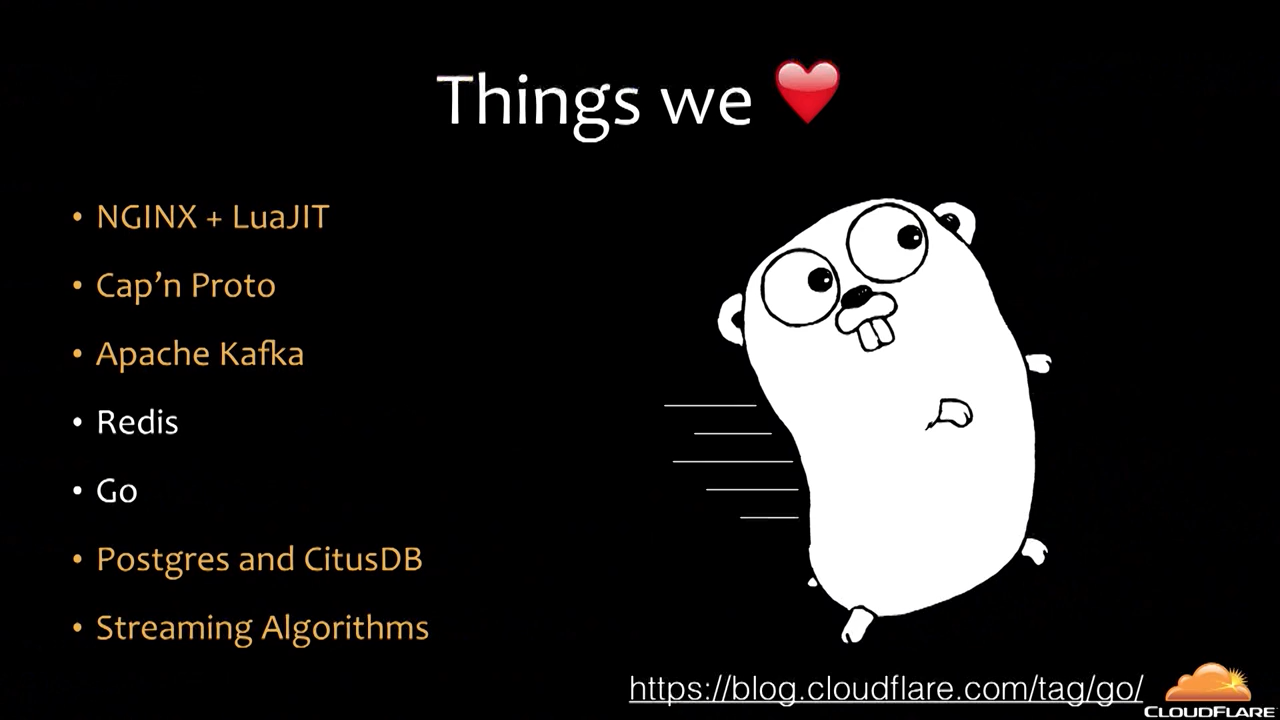 Things we ❤️
• NGINX + LuaJIT
• Cap’n Proto
• Apache Kafka
• Redis
• Go
• Postgres and CitusDB
• Streaming Algorithms
https://blog.cloudflare.com/tag/go/
CLOUDFLARE